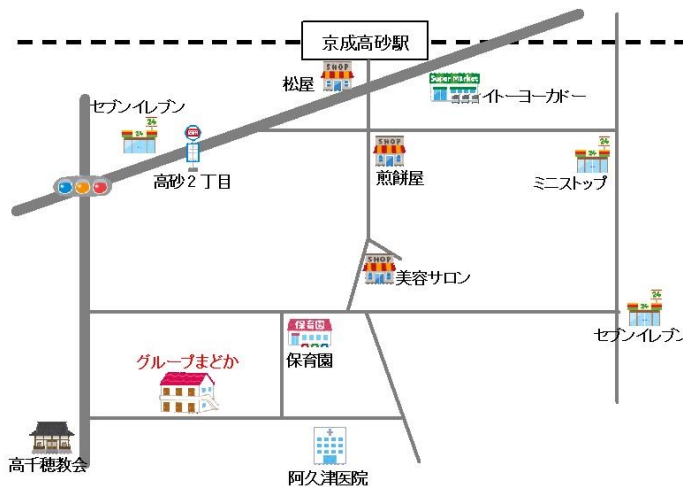 京成高砂駅
SHOP
松屋
Super Market
イトーヨーカドー
セブンイレブン
24
24
高砂2丁目
SHOP
煎餅屋
24
24
ミニストップ
SHOP
美容サロン
24
24
セブンイレブン
保育園
保育園
グループまどか
高千穂教会
阿久津医院